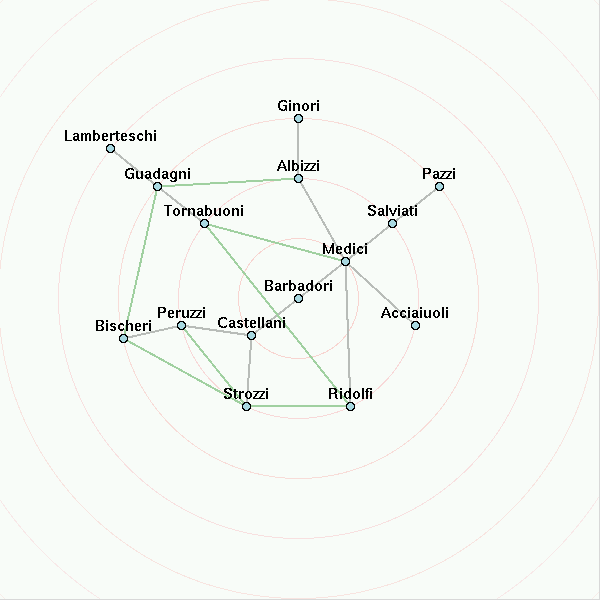 Ginori
Lamberteschi
Albizzi
Guadagni
Pazzi
Tornabuoni
Salviati
Medici
Barbadori
Peruzzi
Acciaiuoli
Bischeri
Castellani
Strozzi
Ridolfi